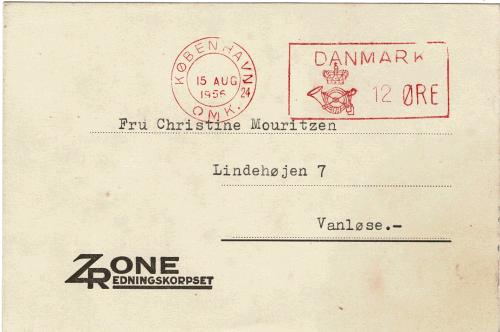 KØBENHAVN
15 AUG
1956
24
OMK.
DANMARK
12 ØRE
Fru Christine Mouritzen
Lindehøjen 7
Vanløse.-
ZONE
REDNINGSKORPSET